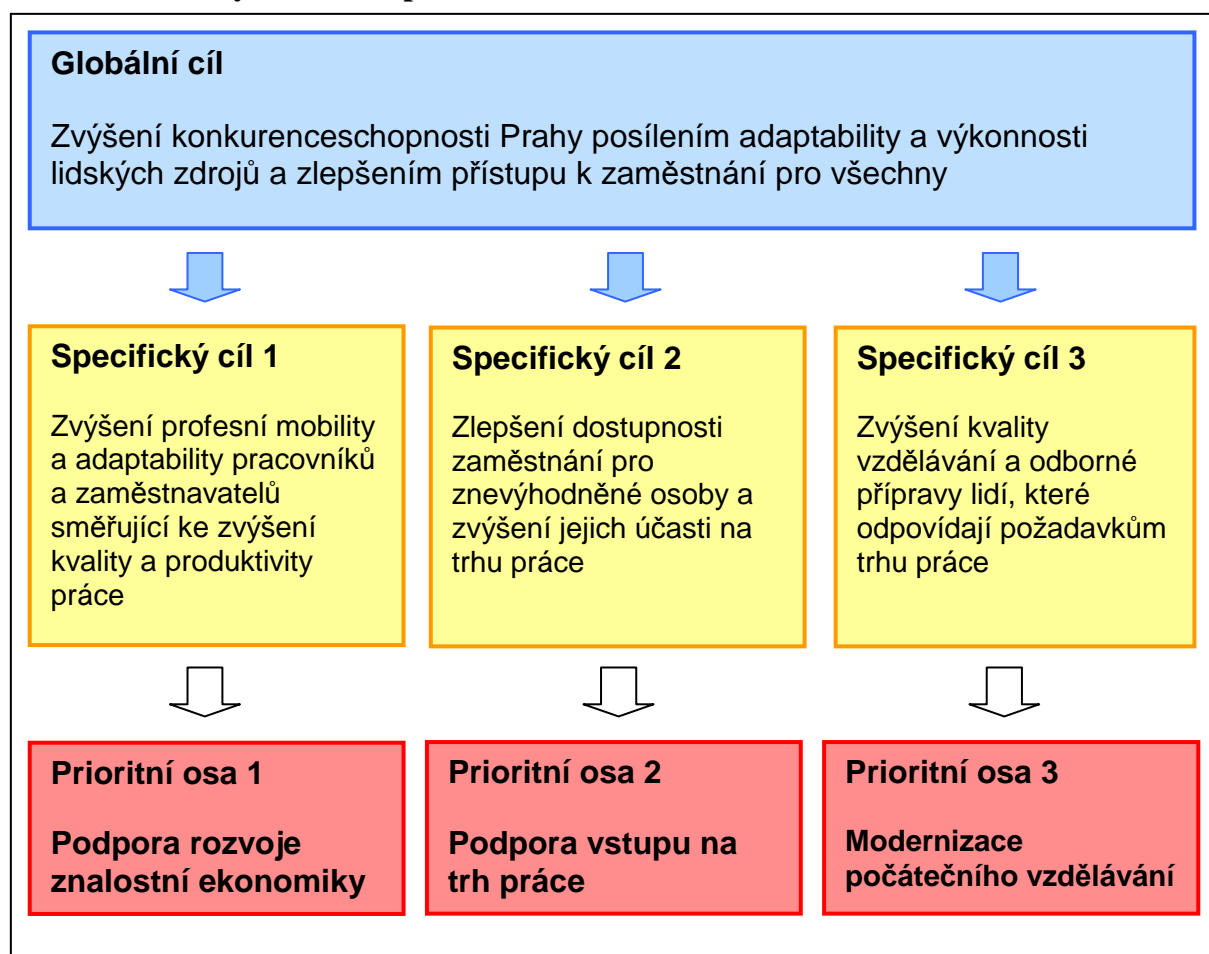 Globální cíl
Zvýšení konkurenceschopnosti Prahy posílením adaptability a výkonnosti
lidských zdrojů a zlepšením přístupu k zaměstnání pro všechny
Specifický cíl 1
Zvýšení profesní mobility
a adaptability pracovníků
a zaměstnavatelů
směřující ke zvýšení
kvality a produktivity
práce
Specifický cíl 2
Zlepšení dostupnosti
zaměstnání pro
znevýhodněné osoby a
zvýšení jejich účasti na
trhu práce
Specifický cíl 3
Zvýšení kvality
vzdělávání a odborné
přípravy lidí, které
odpovídají požadavkům
trhu práce
Prioritní osa 1
Podpora rozvoje
znalostní ekonomiky
Prioritní osa 2
Podpora vstupu na
trh práce
Prioritní osa 3
Modernizace
počátečního vzdělávání